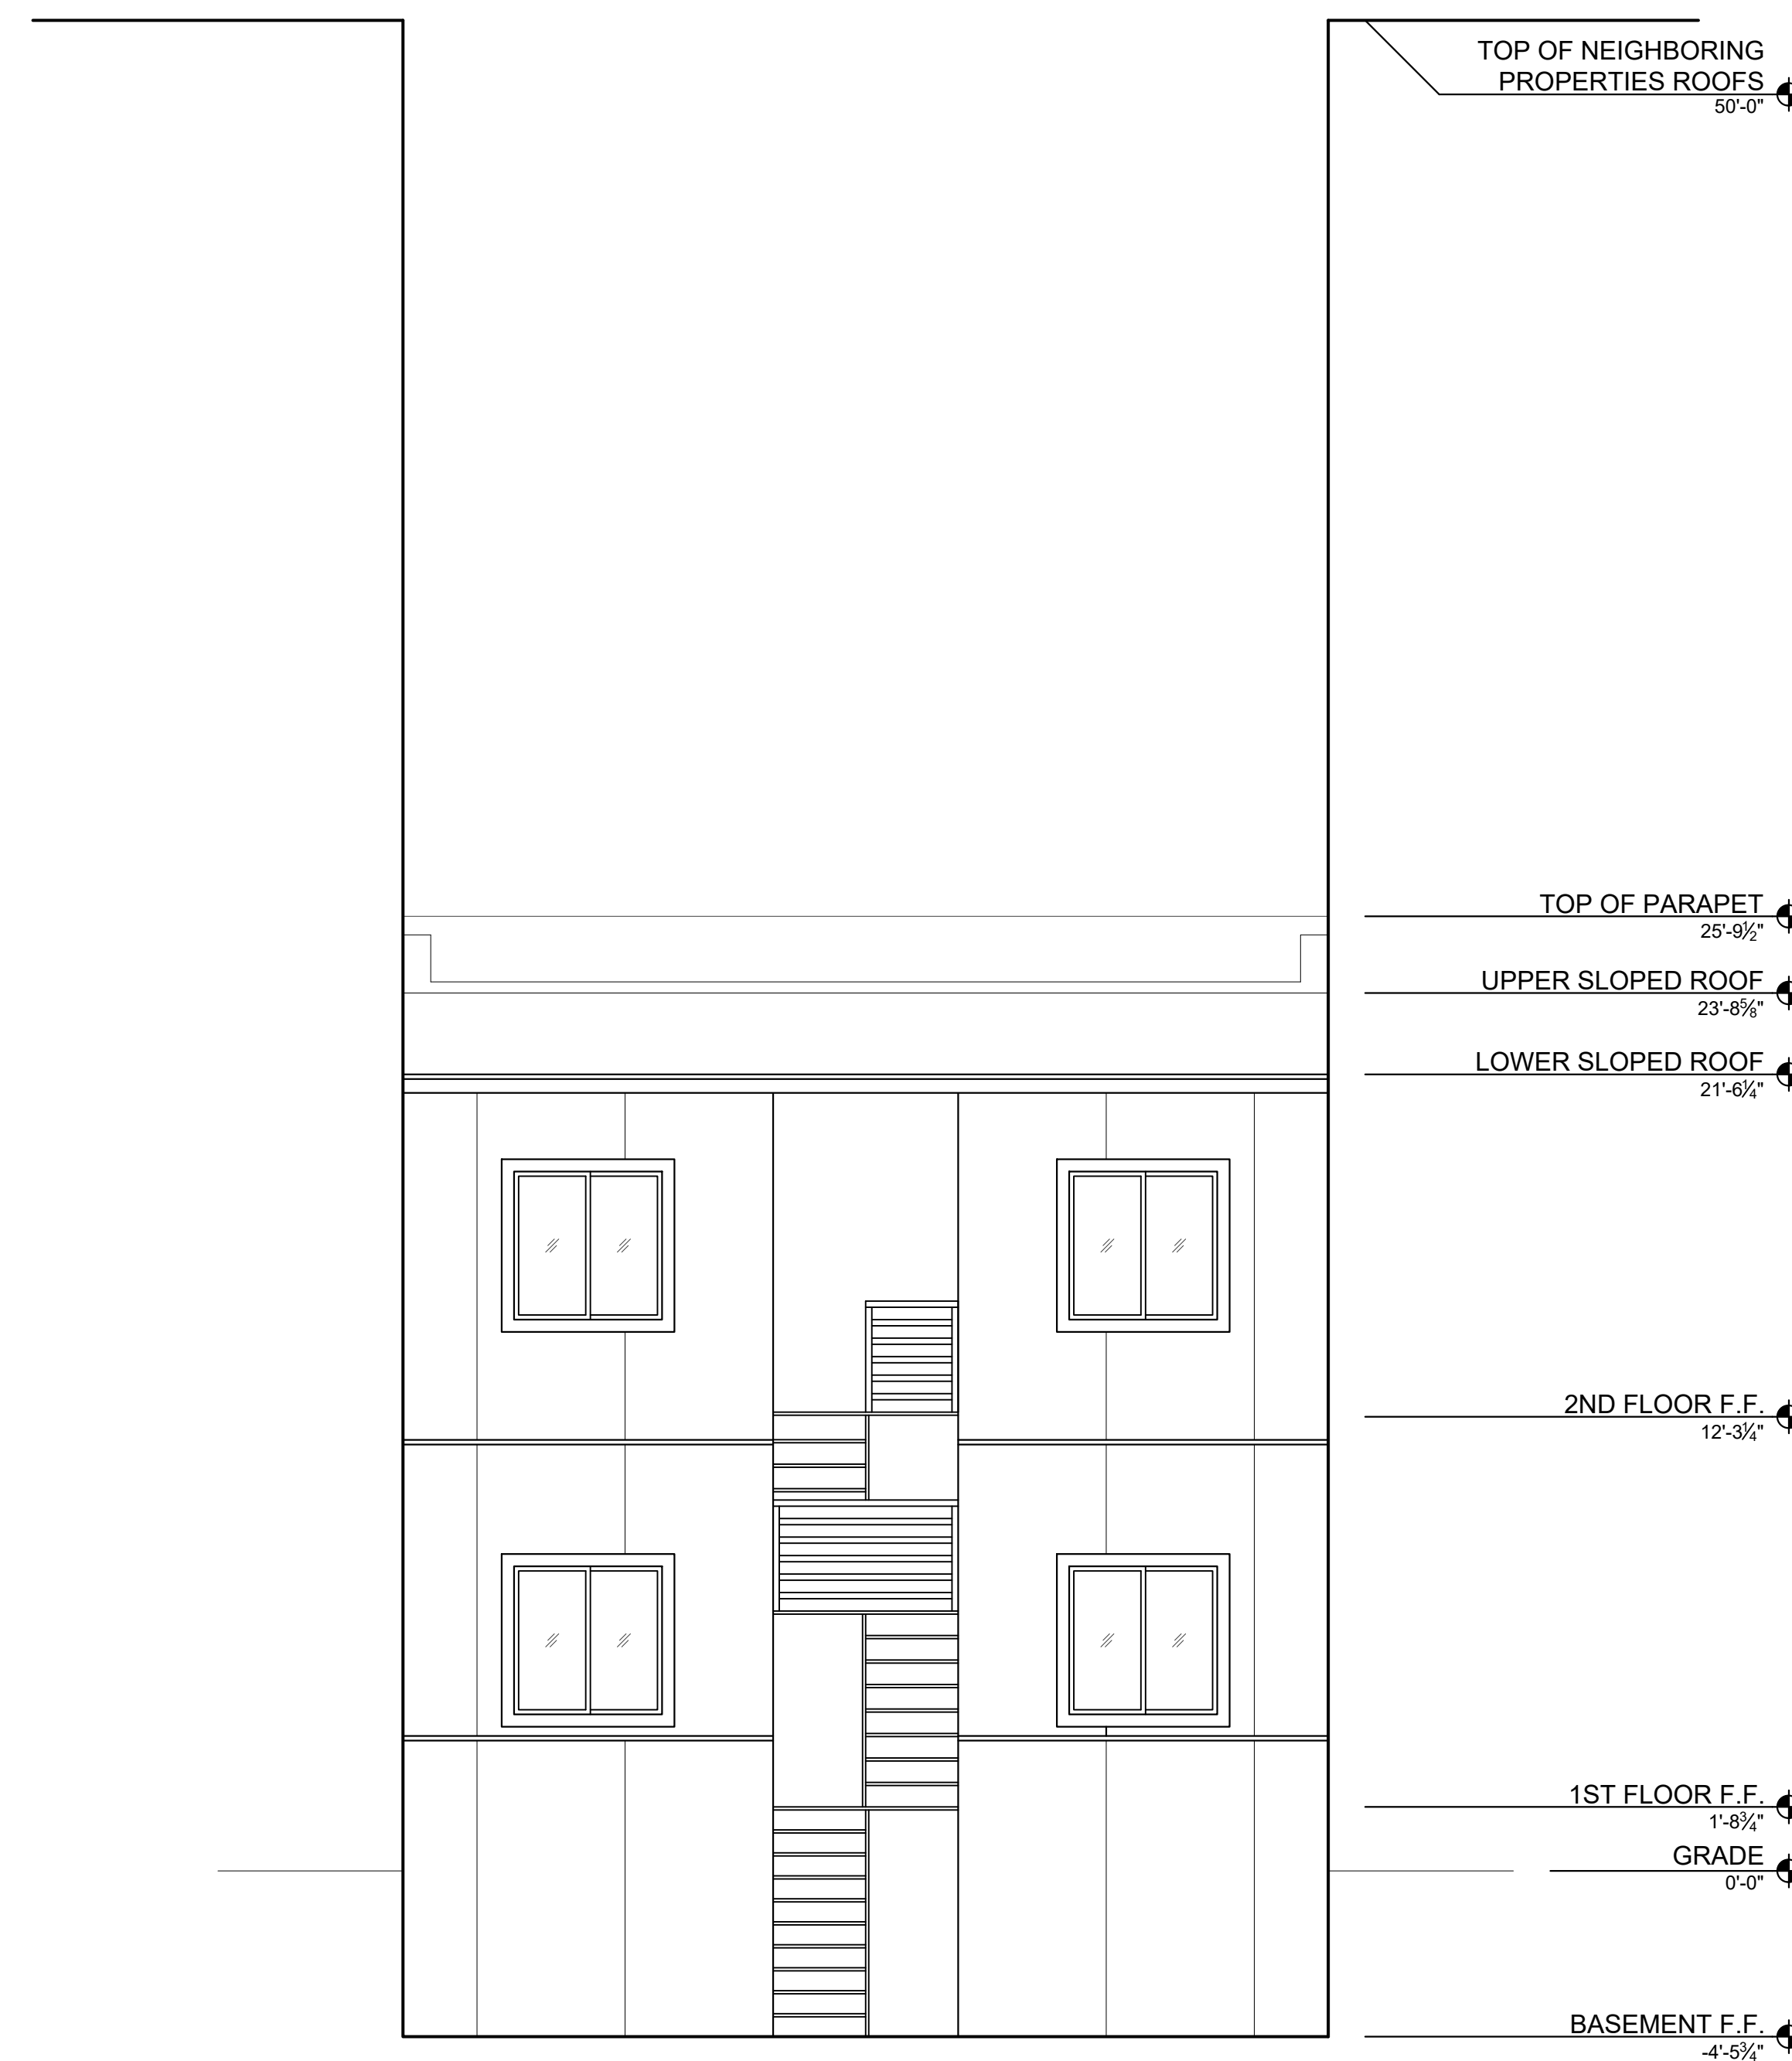 TOP OF NEIGHBORING
PROPERTIES ROOFS
50'-0"
TOP OF PARAPET
25'-9½"
UPPER SLOPED ROOF
23'-8⅝"
LOWER SLOPED ROOF
21'-6¼"
2ND FLOOR F.F.
12'-3¼"
1ST FLOOR F.F.
1'-8¾"
GRADE
0'-0"
BASEMENT F.F.
-4'-5¾"